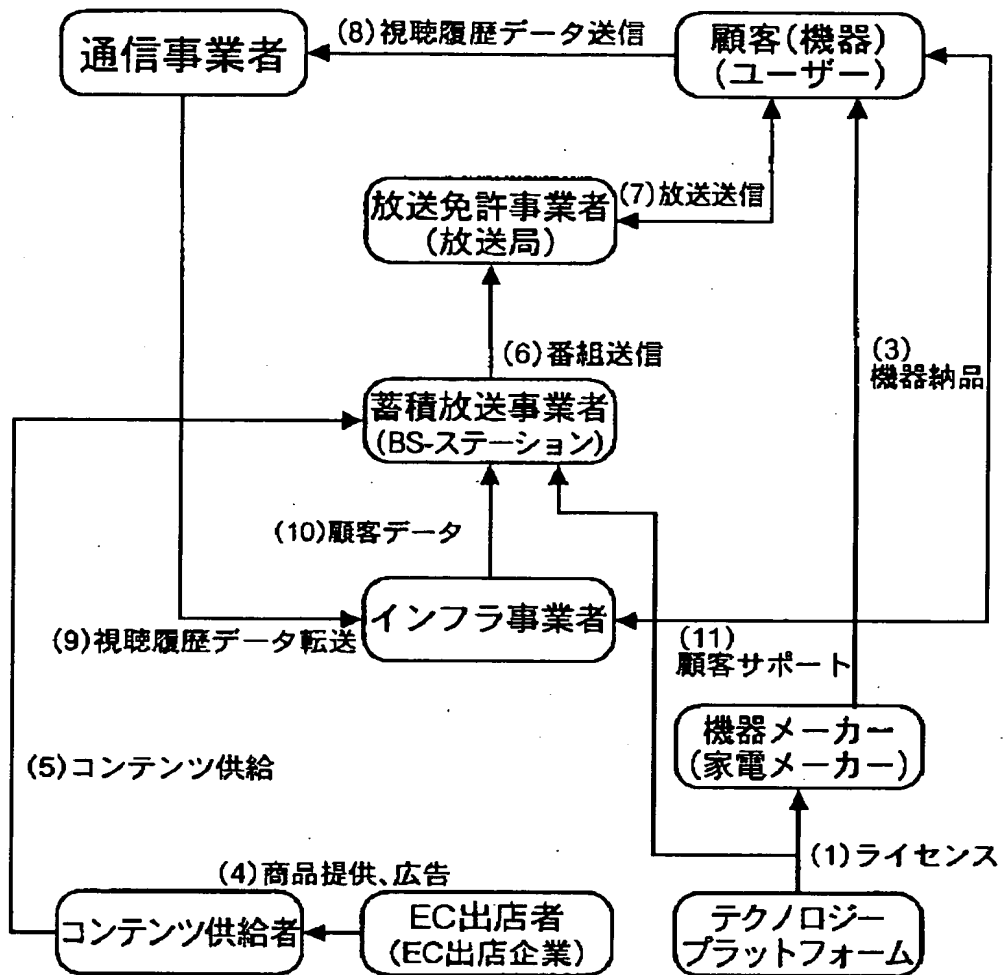 (8)視聴履歴データ送信
通信事業者
顧客(機器)
(ユーザー)
(7)放送送信
放送免許事業者
(放送局)
(6)番組送信
(3)
機器納品
蓄積放送事業者
(BS-ステーション)
(10)顧客データ
インフラ事業者
(9)視聴履歴データ転送
(11)
顧客サポート
機器メーカー
(家電メーカー)
(5)コンテンツ供給
(1)ライセンス
(4)商品提供、広告
コンテンツ供給者
EC出店者
(EC出店企業)
テクノロジー
プラットフォーム